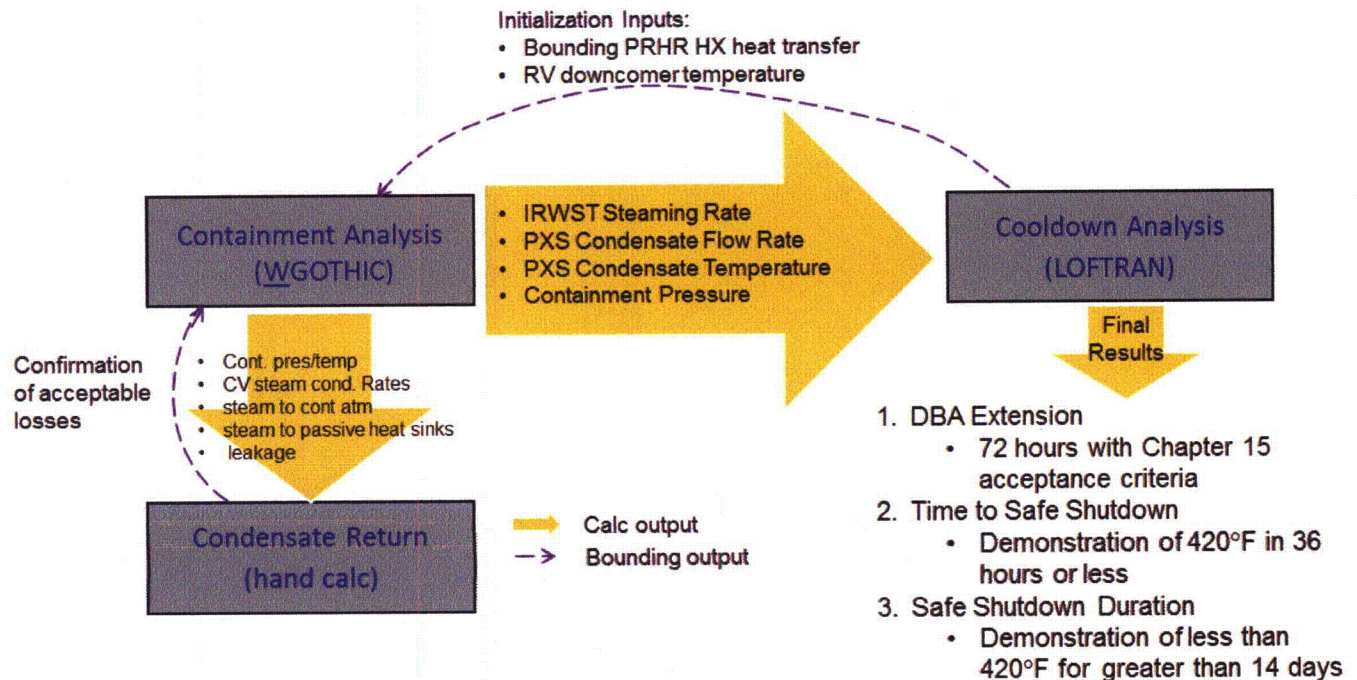 Initialization Inputs:
• Bounding PRHR HX heat transfer
• RV downcomer temperature
Containment Analysis
(WGOTHIC)
• IRWST Steaming Rate
• PXS Condensate Flow Rate
• PXS Condensate Temperature
• Containment Pressure
Cooldown Analysis
(LOFTRAN)
Confirmation
of acceptable
losses
• Cont. pres/temp
• CV steam cond. Rates
• steam to cont atm
• steam to passive heat sinks
• leakage
Final
Results
Condensate Return
(hand calc)
Calc output
Bounding output
1. DBA Extension
• 72 hours with Chapter 15
acceptance criteria
2. Time to Safe Shutdown
• Demonstration of 420°F in 36
hours or less
3. Safe Shutdown Duration
• Demonstration of less than
420°F for greater than 14 days